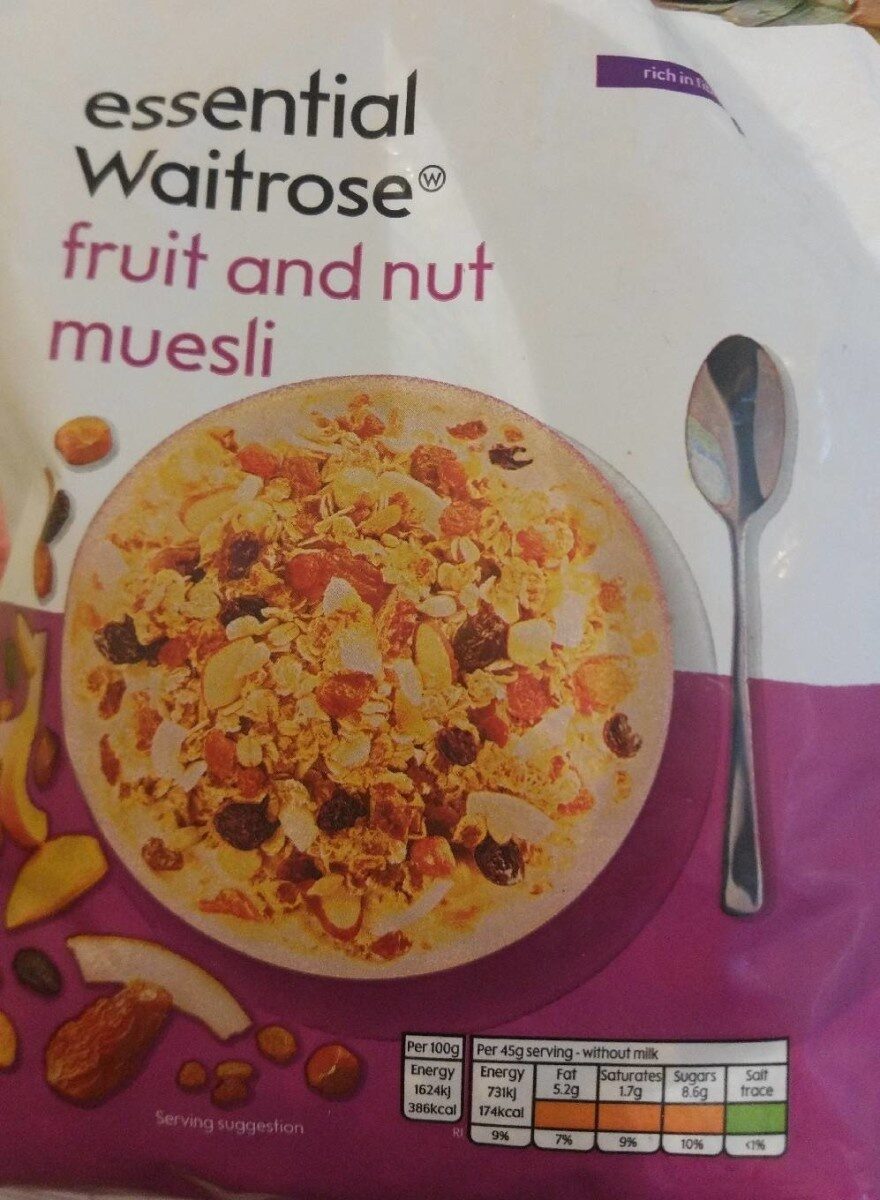 essential
Waitrose Ⓦ
fruit and nut
muesli
rich in
Per 100g
Energy
1624kJ
386kcal
Per 45g serving - without milk
Energy
731kJ
174kcal
9%
Fat
5.2g
7%
Saturates
1.7g
9%
Sugars
8.6g
10%
Salt
trace
<1%
RI
Serving suggestion